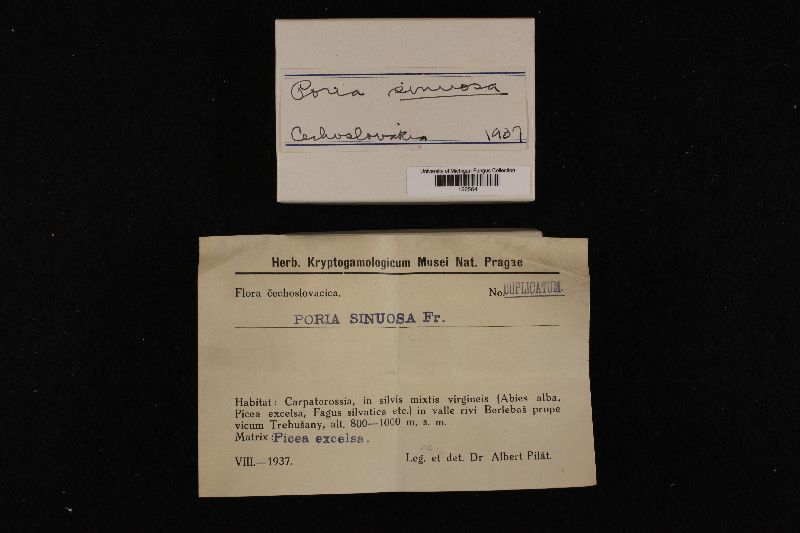 Poria sinuosa
Cechoslovakia 1937
University of Michigan Fungus Collection
Herb. Kryptogamologicum Musei Nat. Pragae
Flora čechoslovacica. No. DUPLICATUM.
PORIA SINUOSA Fr.
Habitat: Carpatorossia, in silvis mixtis virgineis (Abies alba,
Picea excelsa, Fagus silvatica etc.) in valle rivi Berlebaš prope
vicum Trebušany, alt. 800—1000 m. s. m.
Matrix: Picea excelsa.
VIII.—1937. Leg. et det. Dr Albert Pilát.